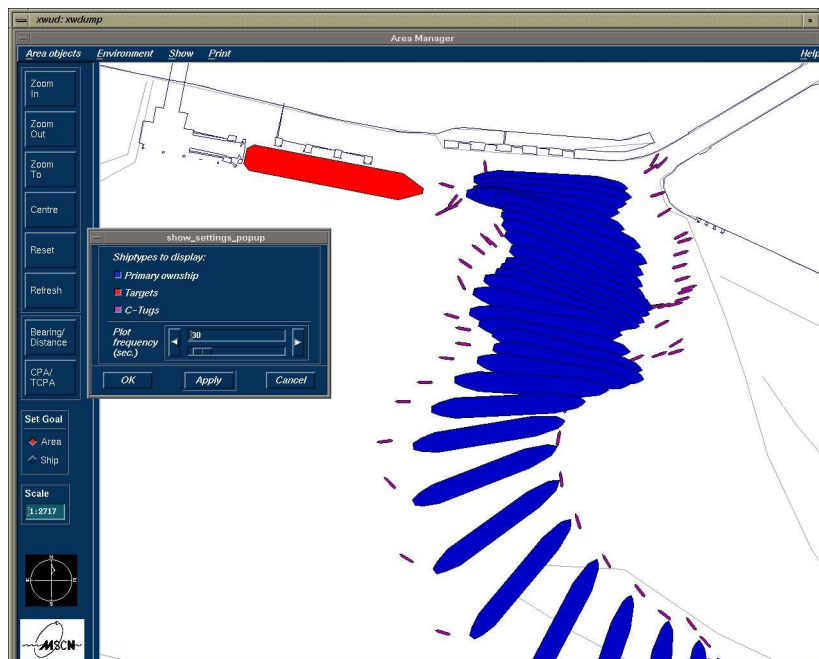 xwud: xwdump
Area Manager
Area objects Environment Show Print Help
Zoom
In
Zoom
Out
Zoom
To
Centre
Reset
Refresh
Bearing/
Distance
CPA/
TCPA
Set Goal
Area
Ship
Scale
1:2717
N
W E
S
MSCN
show_settings_popup
Shiptypes to display:
Primary ownship
Targets
C-Tugs
Plot
frequency
(sec.)
30
OK Apply Cancel